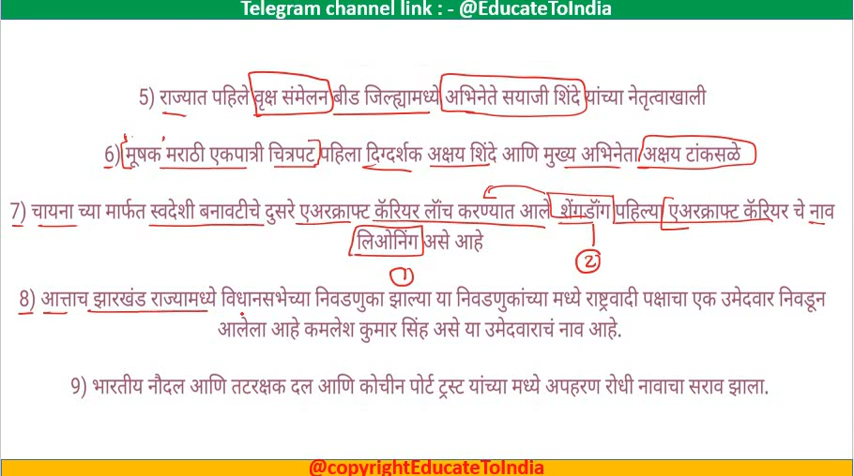 Telegram channel link : - @EducateToIndia
5) राज्यात पहिले वृक्ष संमेलन बीड जिल्ह्यामध्ये अभिनेते सयाजी शिंदे यांच्या नेतृत्वाखाली
6) मूषक मराठी एकपात्री चित्रपट पहिला दिग्दर्शक अक्षय शिंदे आणि मुख्य अभिनेता अक्षय टांकसळे
7) चायना च्या मार्फत स्वदेशी बनावटीचे दुसरे एअरक्राफ्ट कॅरियर लॉंच करण्यात आले शेंगडॉंग पहिल्या एअरक्राफ्ट कॅरियर चे नाव
लिओनिंग असे आहे
1 2
8) आत्ताच झारखंड राज्यामध्ये विधानसभेच्या निवडणुका झाल्या या निवडणुकांच्या मध्ये राष्ट्रवादी पक्षाचा एक उमेदवार निवडून
आलेला आहे कमलेश कुमार सिंह असे या उमेदवाराचं नाव आहे.
9) भारतीय नौदल आणि तटरक्षक दल आणि कोचीन पोर्ट ट्रस्ट यांच्या मध्ये अपहरण रोधी नावाचा सराव झाला.
@copyrightEducateToIndia